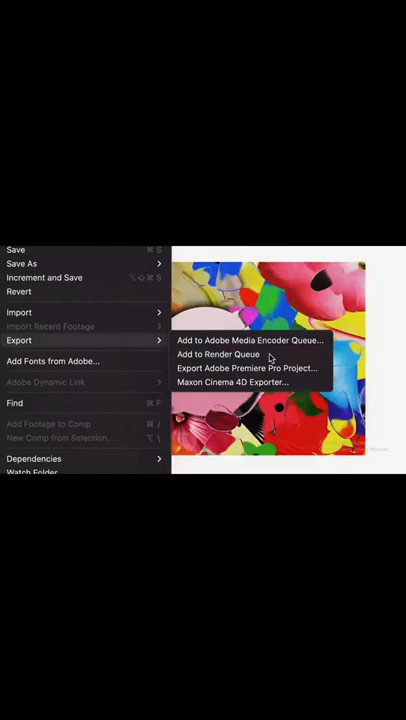 Save ⌘ S
Save As
Increment and Save ⌥⇧⌘ S
Revert
Import
Import Recent Footage
Export
Add to Adobe Media Encoder Queue...
Add to Render Queue
Export Adobe Premiere Pro Project...
Maxon Cinema 4D Exporter...
Add Fonts from Adobe...
Adobe Dynamic Link
Find ⌘ F
Add Footage to Comp ⌘ /
New Comp from Selection... ⌥ \
Dependencies
Watch Folder